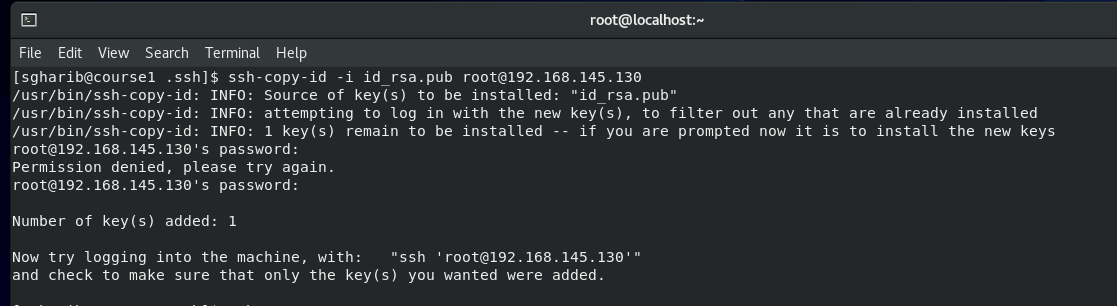 root@localhost:~
File Edit View Search Terminal Help
[sgharib@course1 .ssh]$ ssh-copy-id -i id_rsa.pub root@192.168.145.130
/usr/bin/ssh-copy-id: INFO: Source of key(s) to be installed: "id_rsa.pub"
/usr/bin/ssh-copy-id: INFO: attempting to log in with the new key(s), to filter out any that are already installed
/usr/bin/ssh-copy-id: INFO: 1 key(s) remain to be installed -- if you are prompted now it is to install the new keys
root@192.168.145.130's password:
Permission denied, please try again.
root@192.168.145.130's password:
Number of key(s) added: 1
Now try logging into the machine, with:   "ssh 'root@192.168.145.130'"
and check to make sure that only the key(s) you wanted were added.